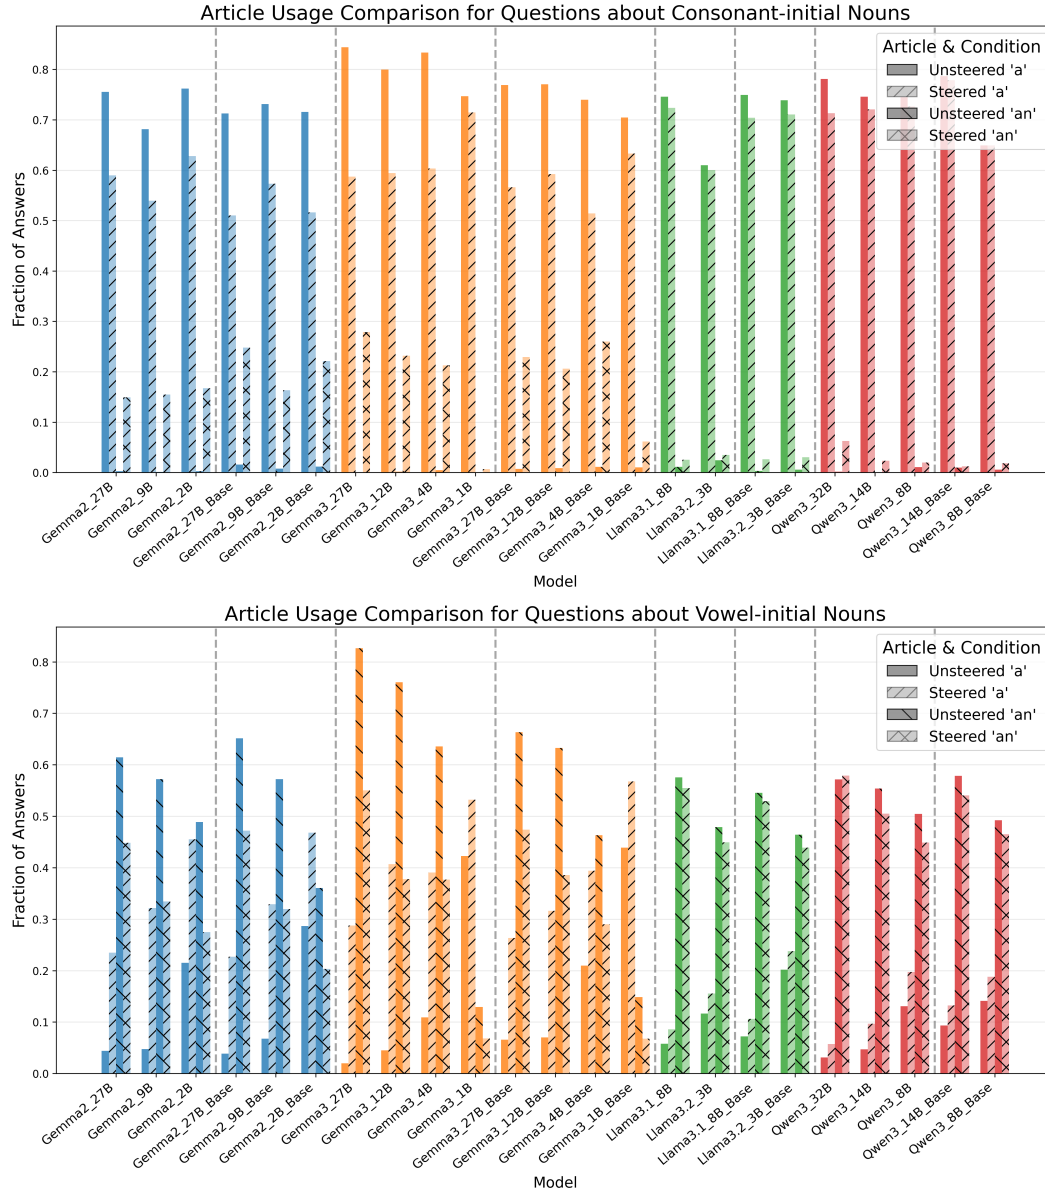 Article Usage Comparison for Questions about Consonant-initial Nouns
Article & Condition
Unsteered 'a'
Steered 'a'
Unsteered 'an'
Steered 'an'
Fraction of Answers
0.8
0.7
0.6
0.5
0.4
0.3
0.2
0.1
0.0
Gemma2_27B
Gemma2_9B
Gemma2_2B
Gemma2_27B_Base
Gemma2_9B_Base
Gemma2_2B_Base
Gemma3_27B
Gemma3_12B
Gemma3_4B
Gemma3_1B
Gemma3_27B_Base
Gemma3_12B_Base
Gemma3_4B_Base
Gemma3_1B_Base
Llama3.1_8B
Llama3.2_3B
Llama3.1_8B_Base
Llama3.2_3B_Base
Qwen3_32B
Qwen3_14B
Qwen3_8B
Qwen3_14B_Base
Qwen3_8B_Base
Model
Article Usage Comparison for Questions about Vowel-initial Nouns
Article & Condition
Unsteered 'a'
Steered 'a'
Unsteered 'an'
Steered 'an'
Fraction of Answers
0.8
0.7
0.6
0.5
0.4
0.3
0.2
0.1
0.0
Gemma2_27B
Gemma2_9B
Gemma2_2B
Gemma2_27B_Base
Gemma2_9B_Base
Gemma2_2B_Base
Gemma3_27B
Gemma3_12B
Gemma3_4B
Gemma3_1B
Gemma3_27B_Base
Gemma3_12B_Base
Gemma3_4B_Base
Gemma3_1B_Base
Llama3.1_8B
Llama3.2_3B
Llama3.1_8B_Base
Llama3.2_3B_Base
Qwen3_32B
Qwen3_14B
Qwen3_8B
Qwen3_14B_Base
Qwen3_8B_Base
Model